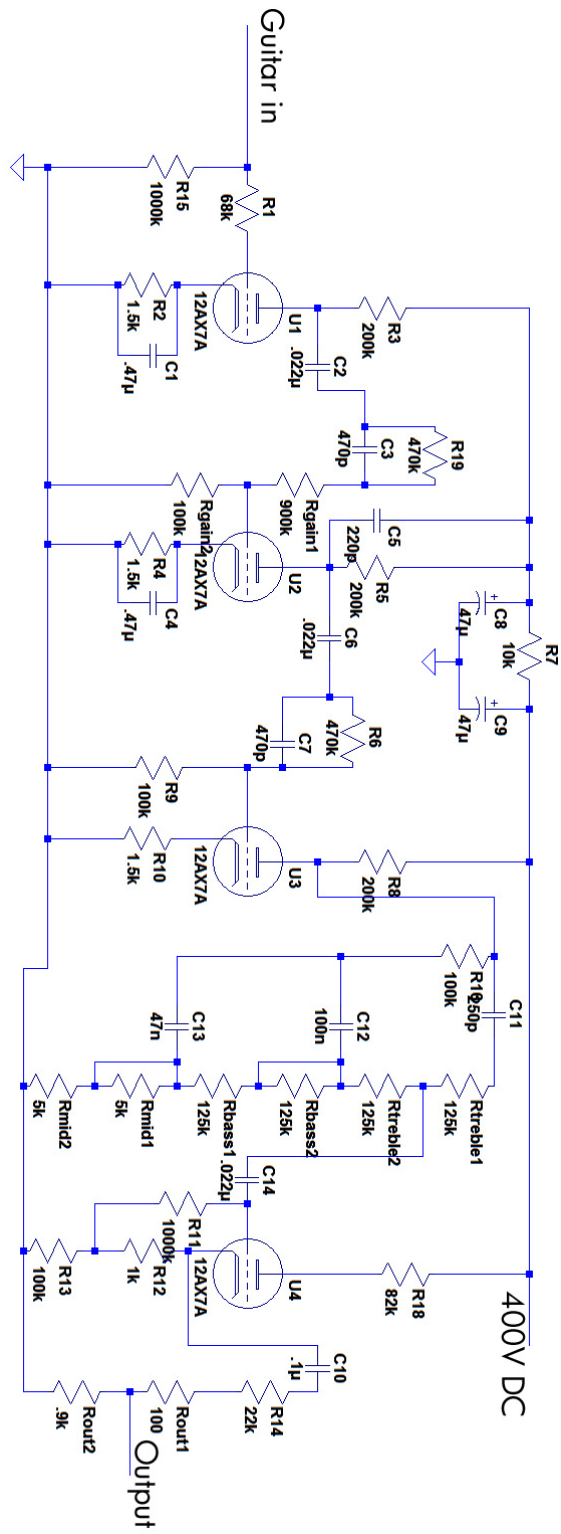 Guitar in
R15
1000k
R1
68k
R2
1.5k
C1
.47µ
U1
12AX7A
R3
200k
C2
.022µ
R19
470k
C3
470p
Rgain1
900k
Rgain2
100k
R4
1.5k
C4
.47µ
U2
12AX7A
C5
220p
R5
200k
C6
.022µ
C8
47µ
R7
10k
C9
47µ
R6
470k
C7
470p
R9
100k
R10
1.5k
U3
12AX7A
R8
200k
R16
100k
C11
250p
C12
100n
C13
47n
Rtreble1
125k
Rtreble2
125k
Rbass2
125k
Rbass1
125k
Rmid1
5k
Rmid2
5k
C14
.022µ
R11
1000k
R12
1k
R13
100k
U4
12AX7A
R18
82k
400V DC
C10
.1µ
R14
22k
Rout1
100
Rout2
.9k
Output